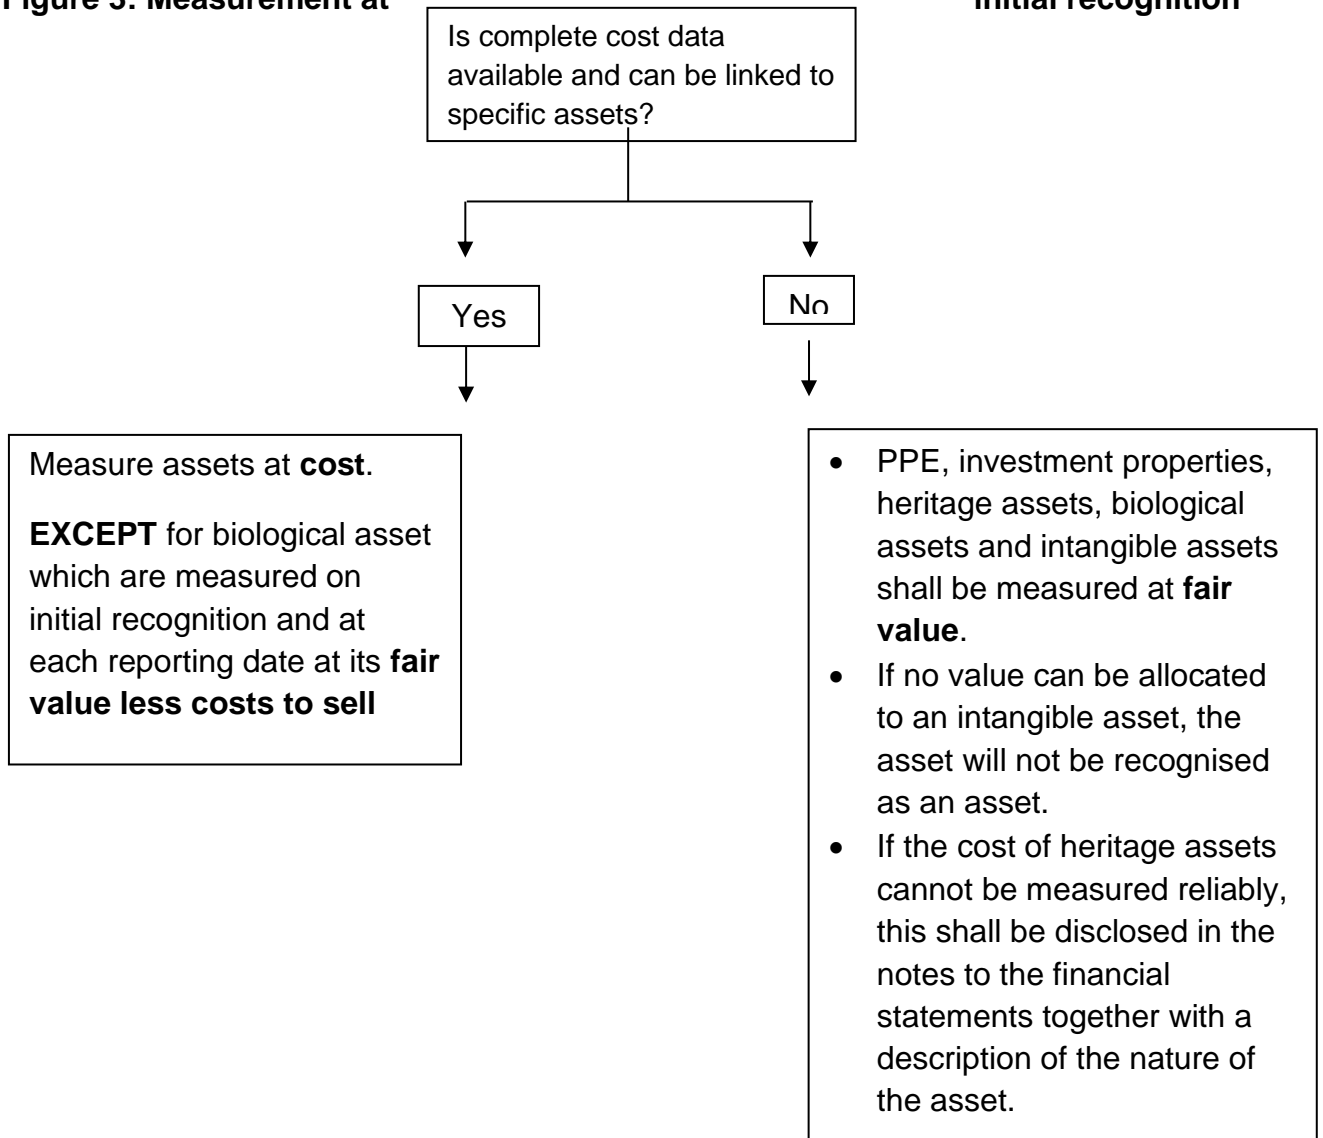 Figure 3: Measurement at initial recognition
Is complete cost data
available and can be linked to
specific assets?
Yes
No
Measure assets at cost.
EXCEPT for biological asset
which are measured on
initial recognition and at
each reporting date at its fair
value less costs to sell
• PPE, investment properties,
heritage assets, biological
assets and intangible assets
shall be measured at fair
value.
• If no value can be allocated
to an intangible asset, the
asset will not be recognised
as an asset.
• If the cost of heritage assets
cannot be measured reliably,
this shall be disclosed in the
notes to the financial
statements together with a
description of the nature of
the asset.